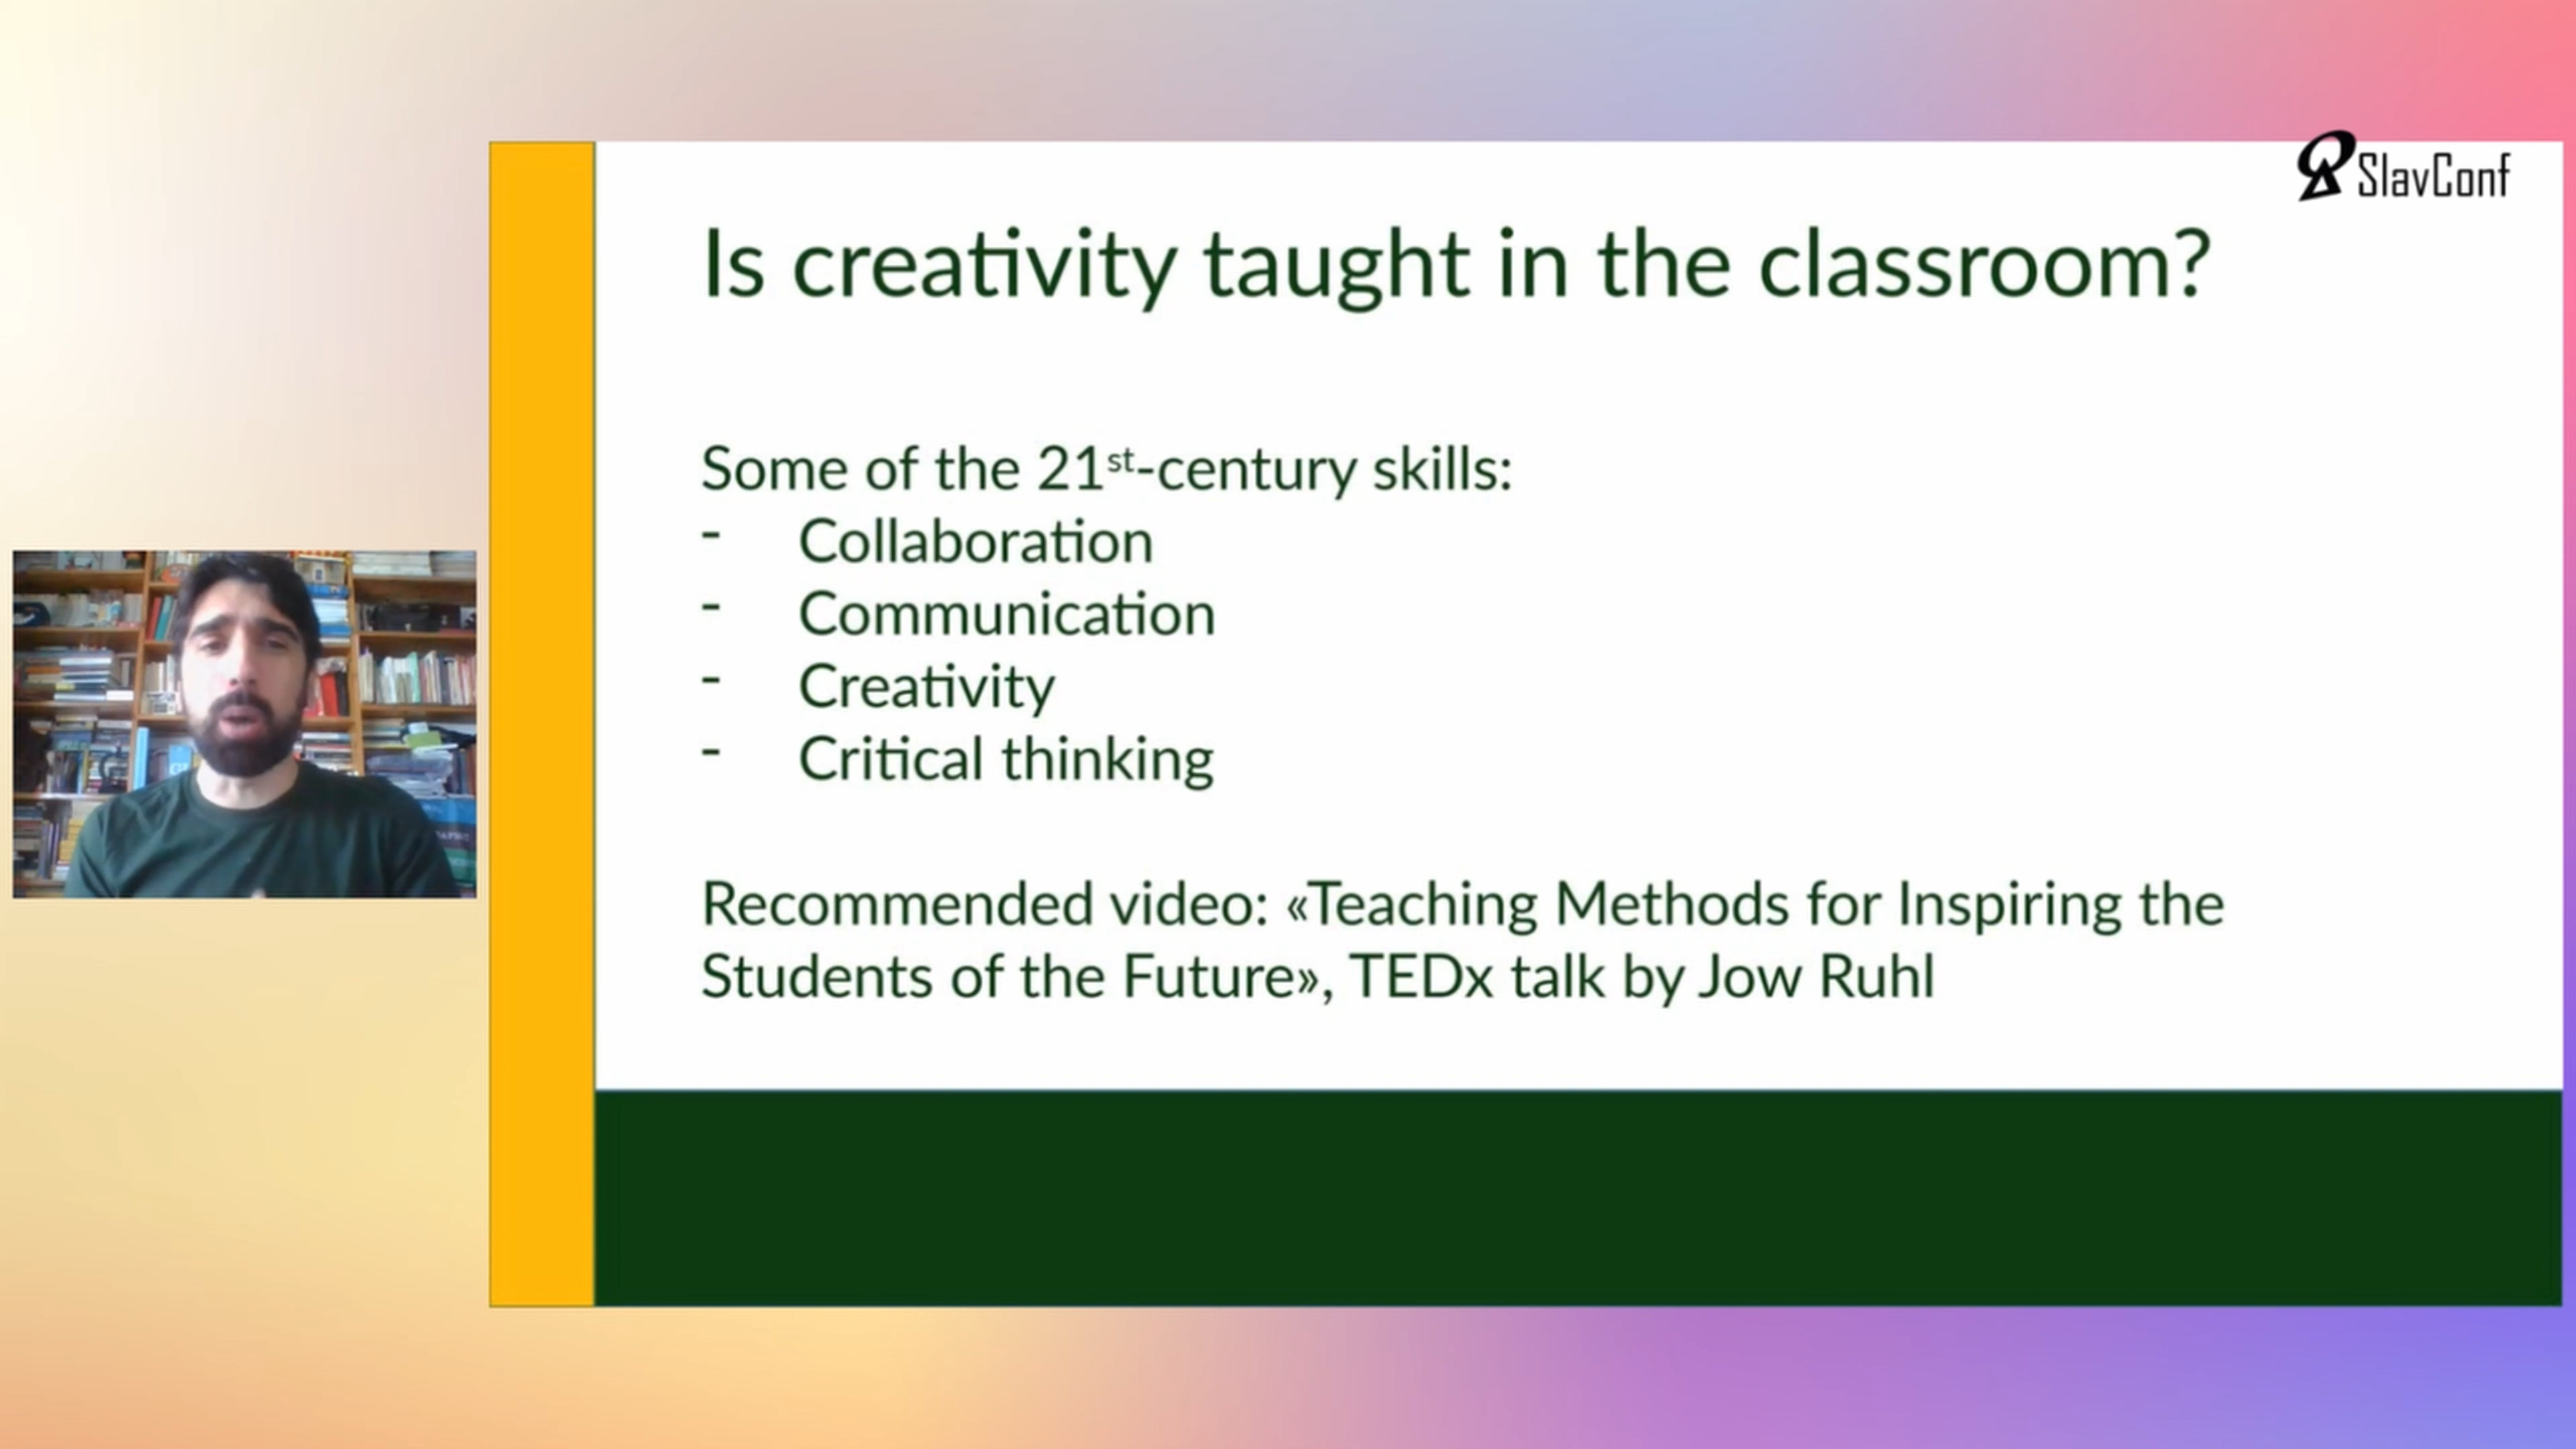 SlavConf
Is creativity taught in the classroom?
Some of the 21st-century skills:
- Collaboration
- Communication
- Creativity
- Critical thinking
Recommended video: «Teaching Methods for Inspiring the
Students of the Future», TEDx talk by Jow Ruhl